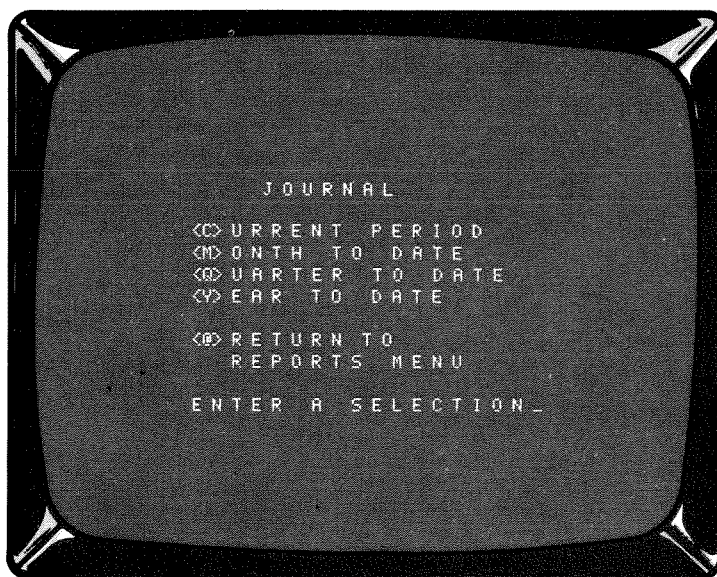 JOURNAL
<C>URRENT PERIOD
<M>ONTH TO DATE
<Q>UARTER TO DATE
<Y>EAR TO DATE
<@>RETURN TO
REPORTS MENU
ENTER A SELECTION_